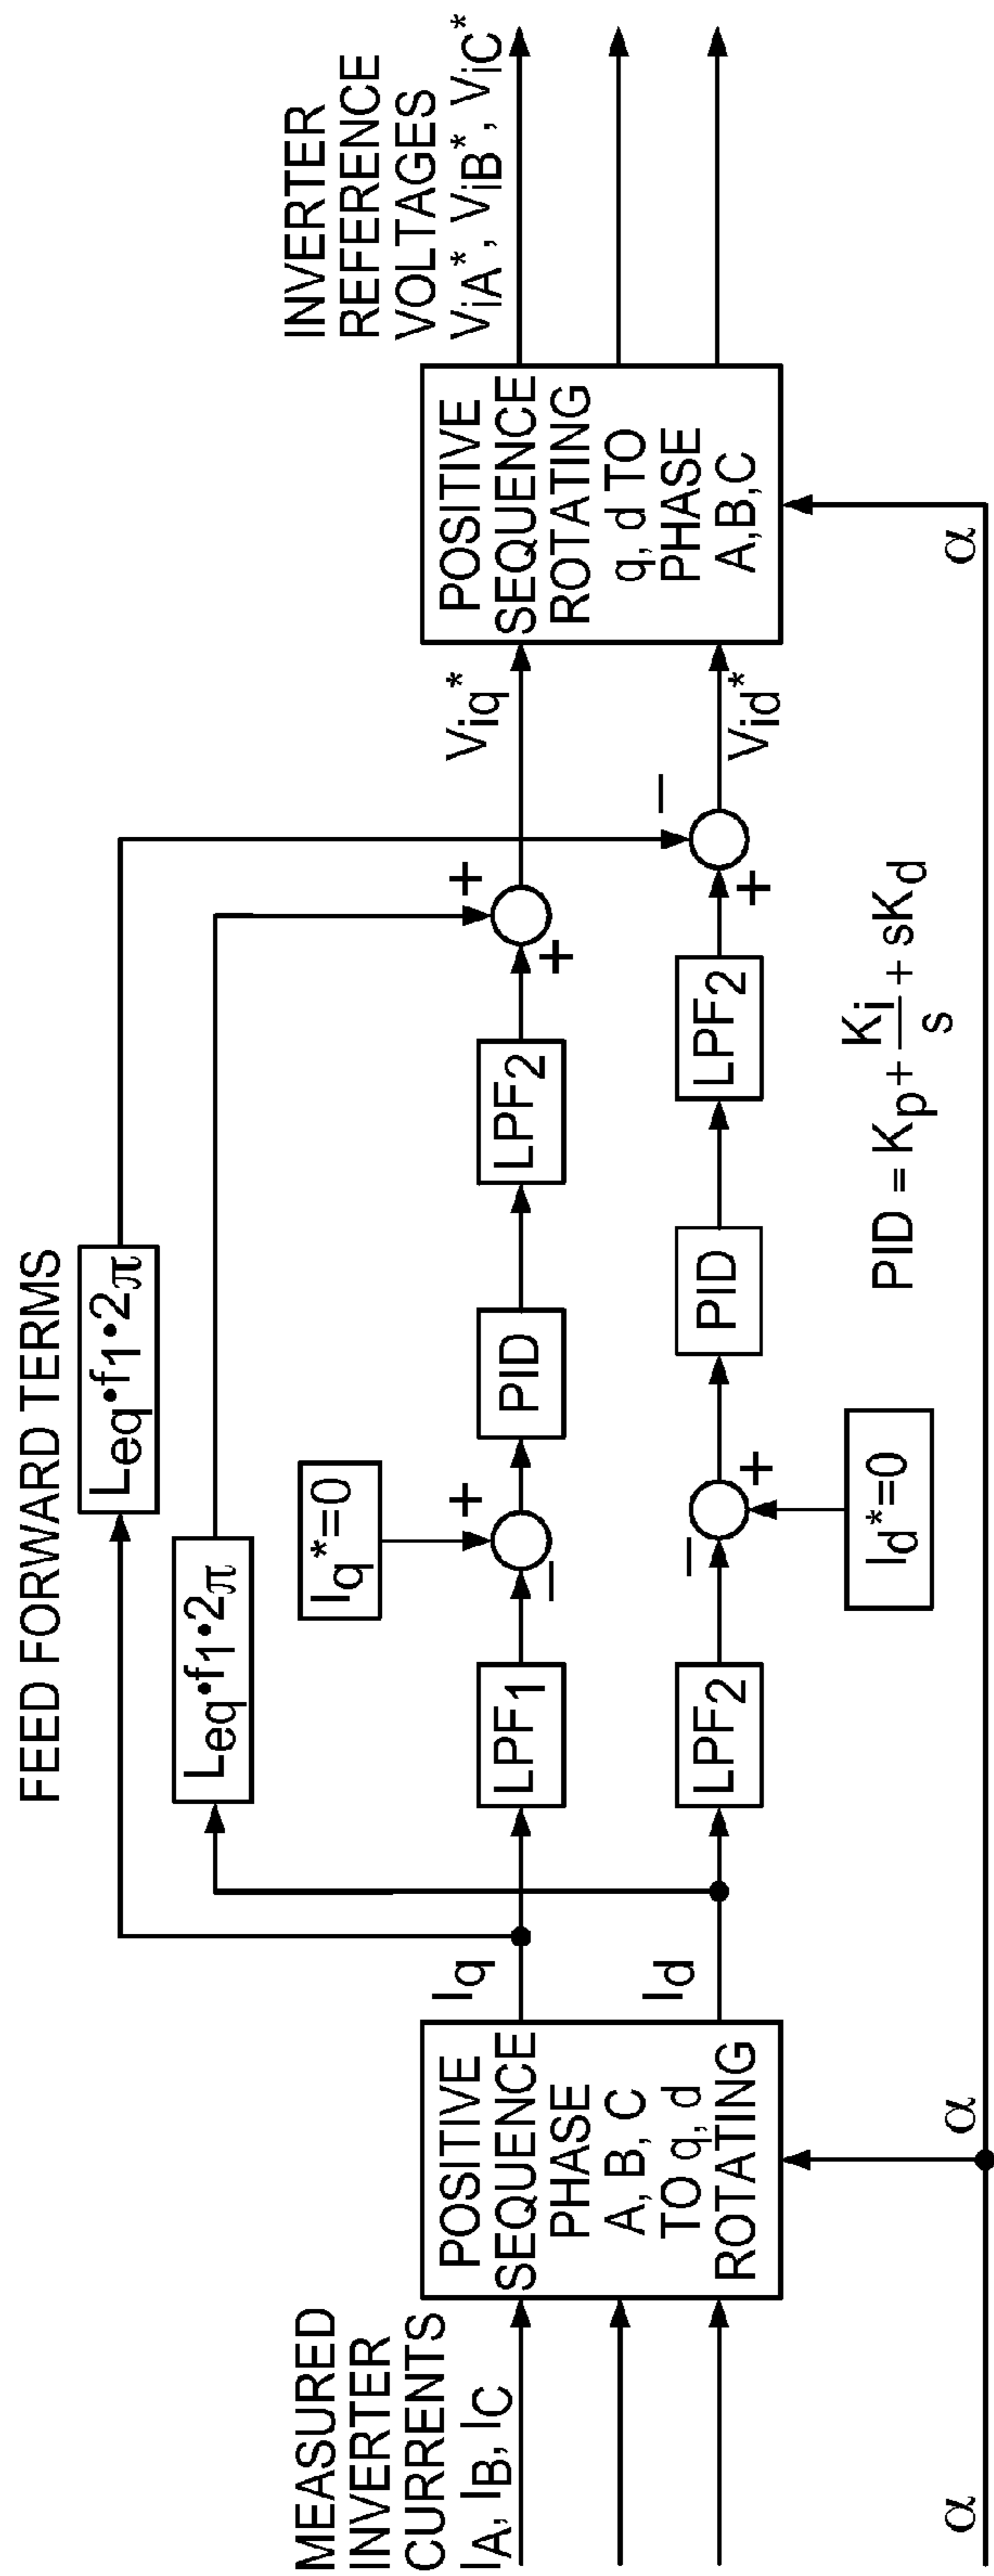 FEED FORWARD TERMS
Leq•f1•2π
Leq•f1•2π
MEASURED
INVERTER
CURRENTS
IA, IB, IC
POSITIVE
SEQUENCE
PHASE
A, B, C
TO q, d
ROTATING
Iq
Id
LPF1
LPF2
Iq*=0
Id*=0
+
−
−
+
PID
PID
LPF2
LPF2
+
+
−
+
Viq*
Vid*
POSITIVE
SEQUENCE
ROTATING
q, d TO
PHASE
A,B,C
INVERTER
REFERENCE
VOLTAGES
ViA*, ViB*, ViC*
α
α
α
PID = Kp + Ki/s + sKd